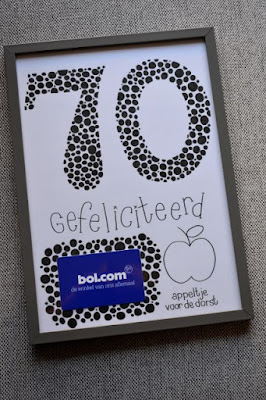 70
Gefeliciteerd
bol.com
de winkel van ons allemaal
appeltje
voor de dorst